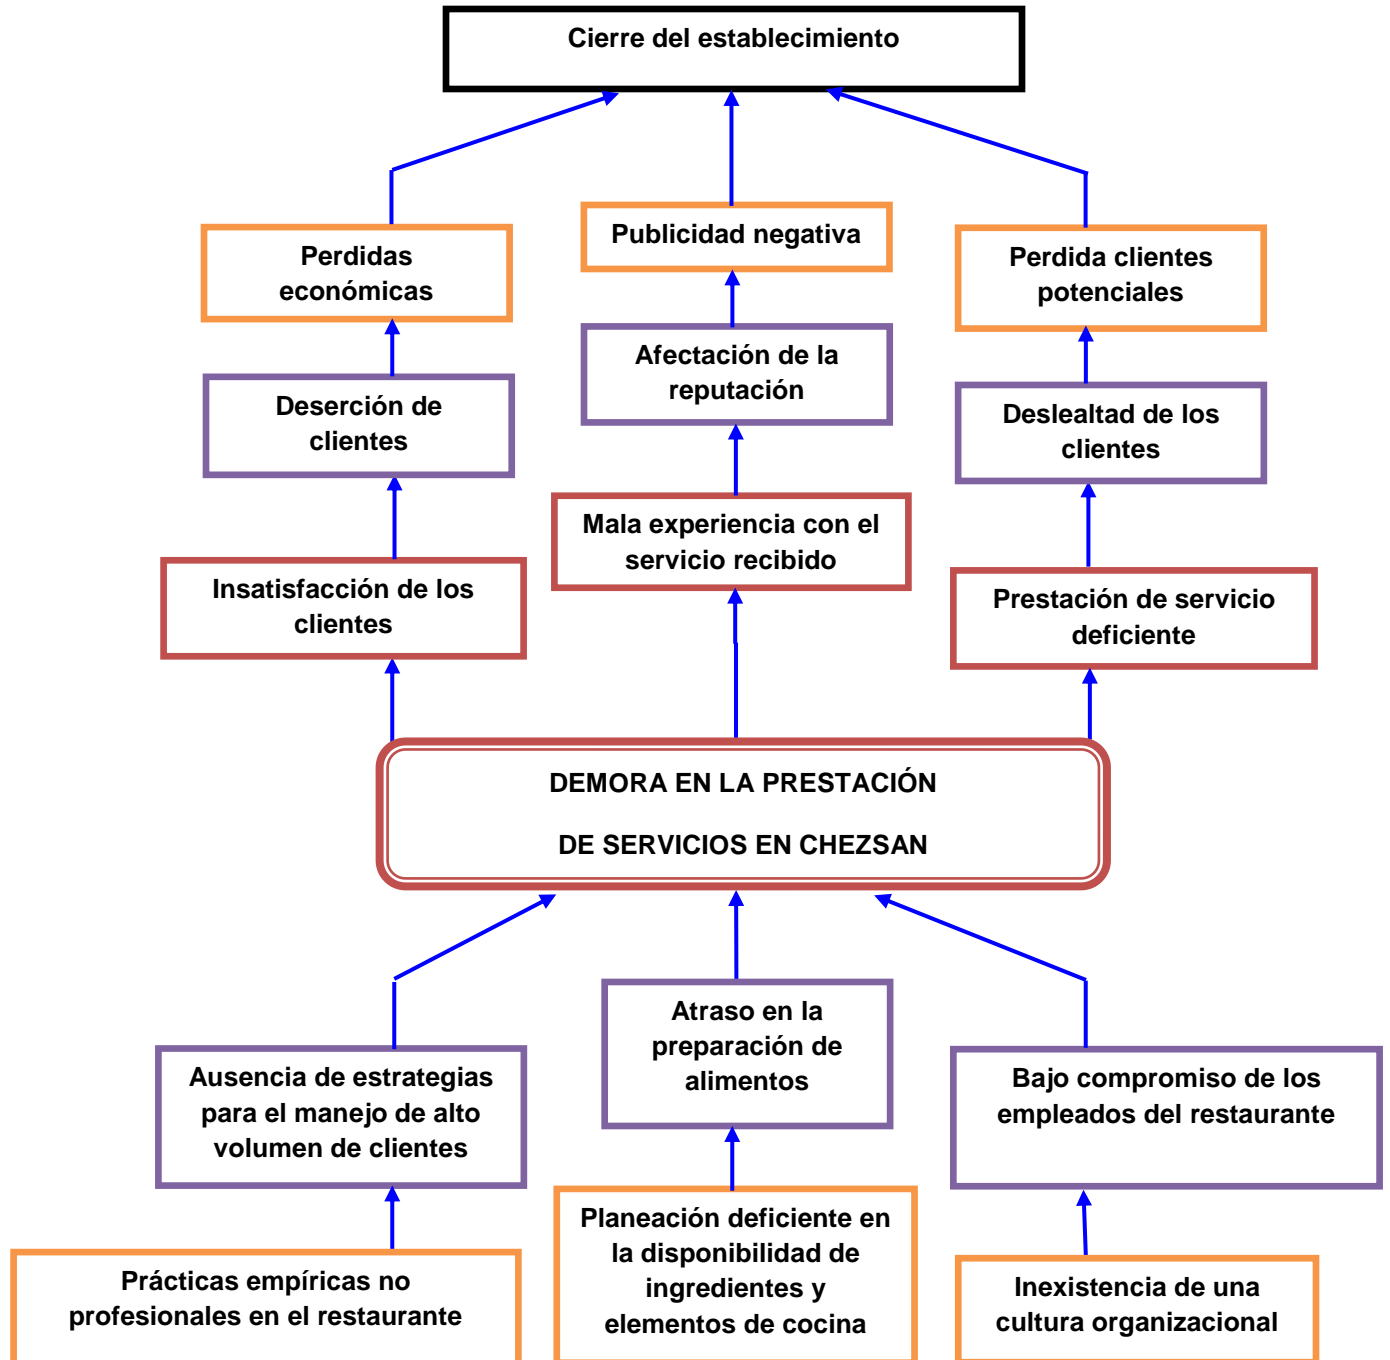 Cierre del establecimiento
Perdidas
económicas
Publicidad negativa
Perdida clientes
potenciales
Deserción de
clientes
Afectación de la
reputación
Deslealtad de los
clientes
Insatisfacción de los
clientes
Mala experiencia con el
servicio recibido
Prestación de servicio
deficiente
DEMORA EN LA PRESTACIÓN
DE SERVICIOS EN CHEZSAN
Ausencia de estrategias
para el manejo de alto
volumen de clientes
Atraso en la
preparación de
alimentos
Bajo compromiso de los
empleados del restaurante
Prácticas empíricas no
profesionales en el restaurante
Planeación deficiente en
la disponibilidad de
ingredientes y
elementos de cocina
Inexistencia de una
cultura organizacional